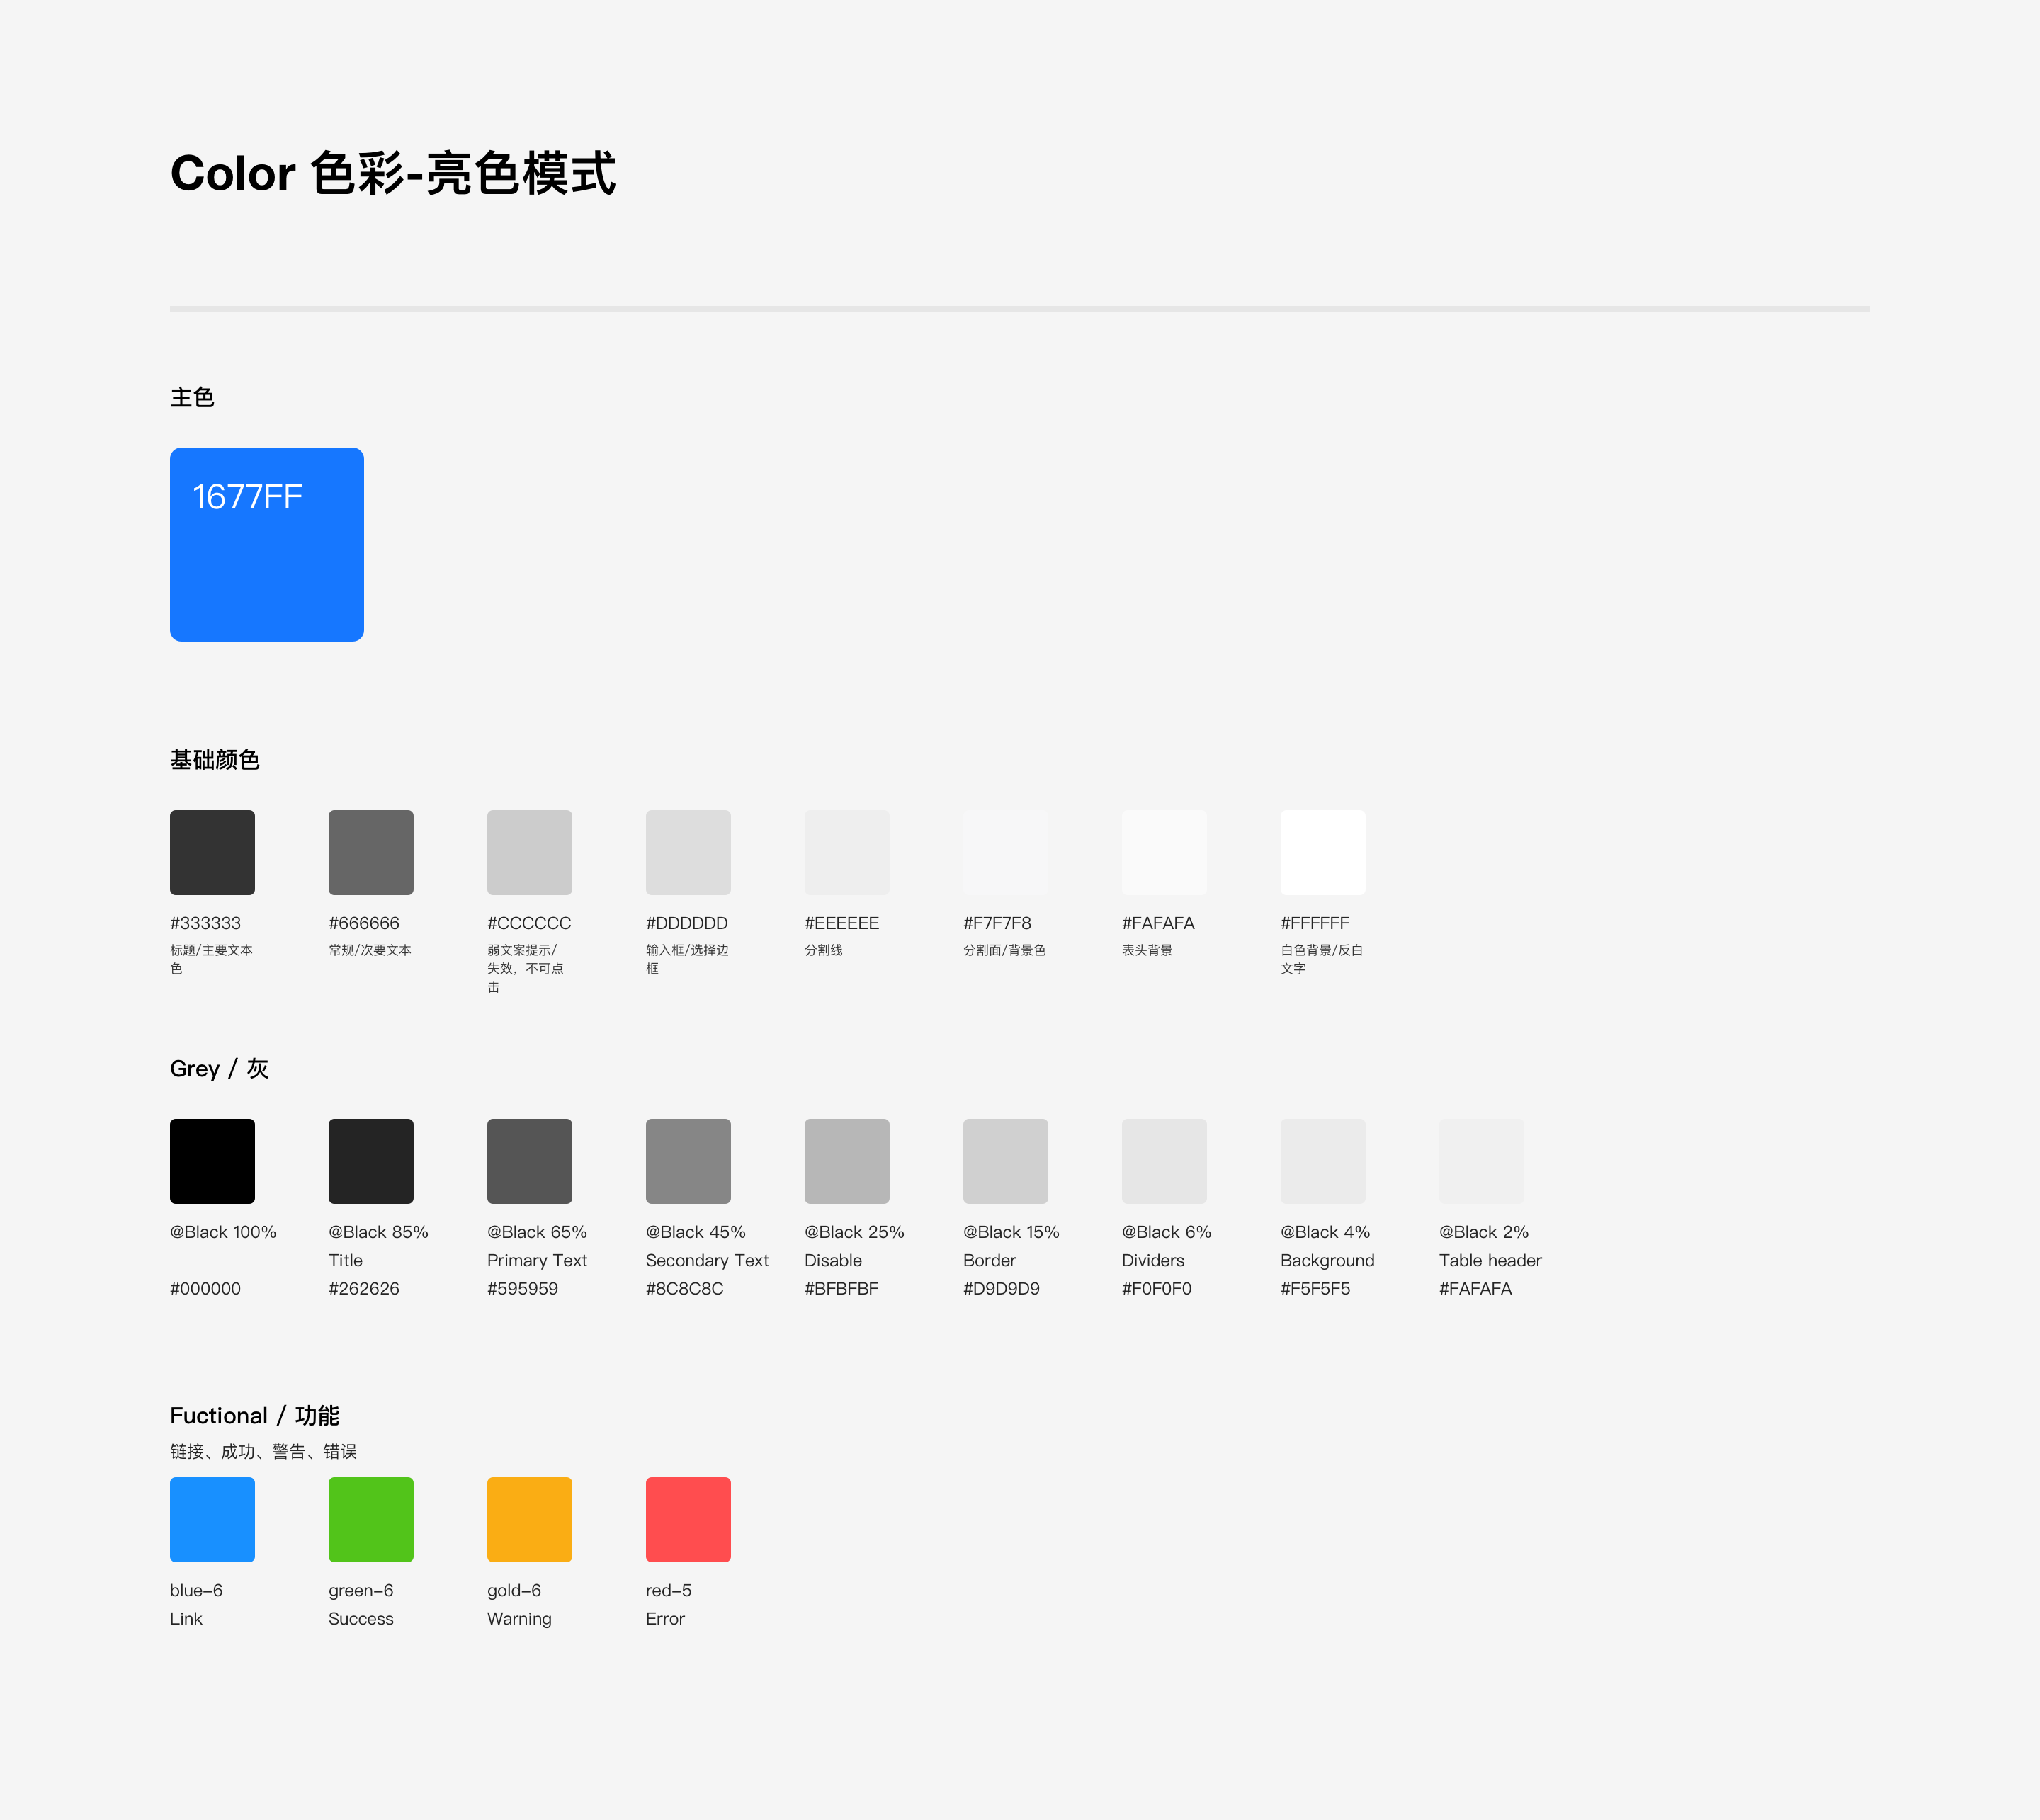 Color 色彩-亮色模式
主色
1677FF
基础颜色
#333333
标题/主要文本
色
#666666
常规/次要文本
#CCCCCC
弱文案提示/
失效，不可点
击
#DDDDDD
输入框/选择边
框
#EEEEEE
分割线
#F7F7F8
分割面/背景色
#FAFAFA
表头背景
#FFFFFF
白色背景/反白
文字
Grey / 灰
@Black 100%
#000000
@Black 85%
Title
#262626
@Black 65%
Primary Text
#595959
@Black 45%
Secondary Text
#8C8C8C
@Black 25%
Disable
#BFBFBF
@Black 15%
Border
#D9D9D9
@Black 6%
Dividers
#F0F0F0
@Black 4%
Background
#F5F5F5
@Black 2%
Table header
#FAFAFA
Fuctional / 功能
链接、成功、警告、错误
blue-6
Link
green-6
Success
gold-6
Warning
red-5
Error